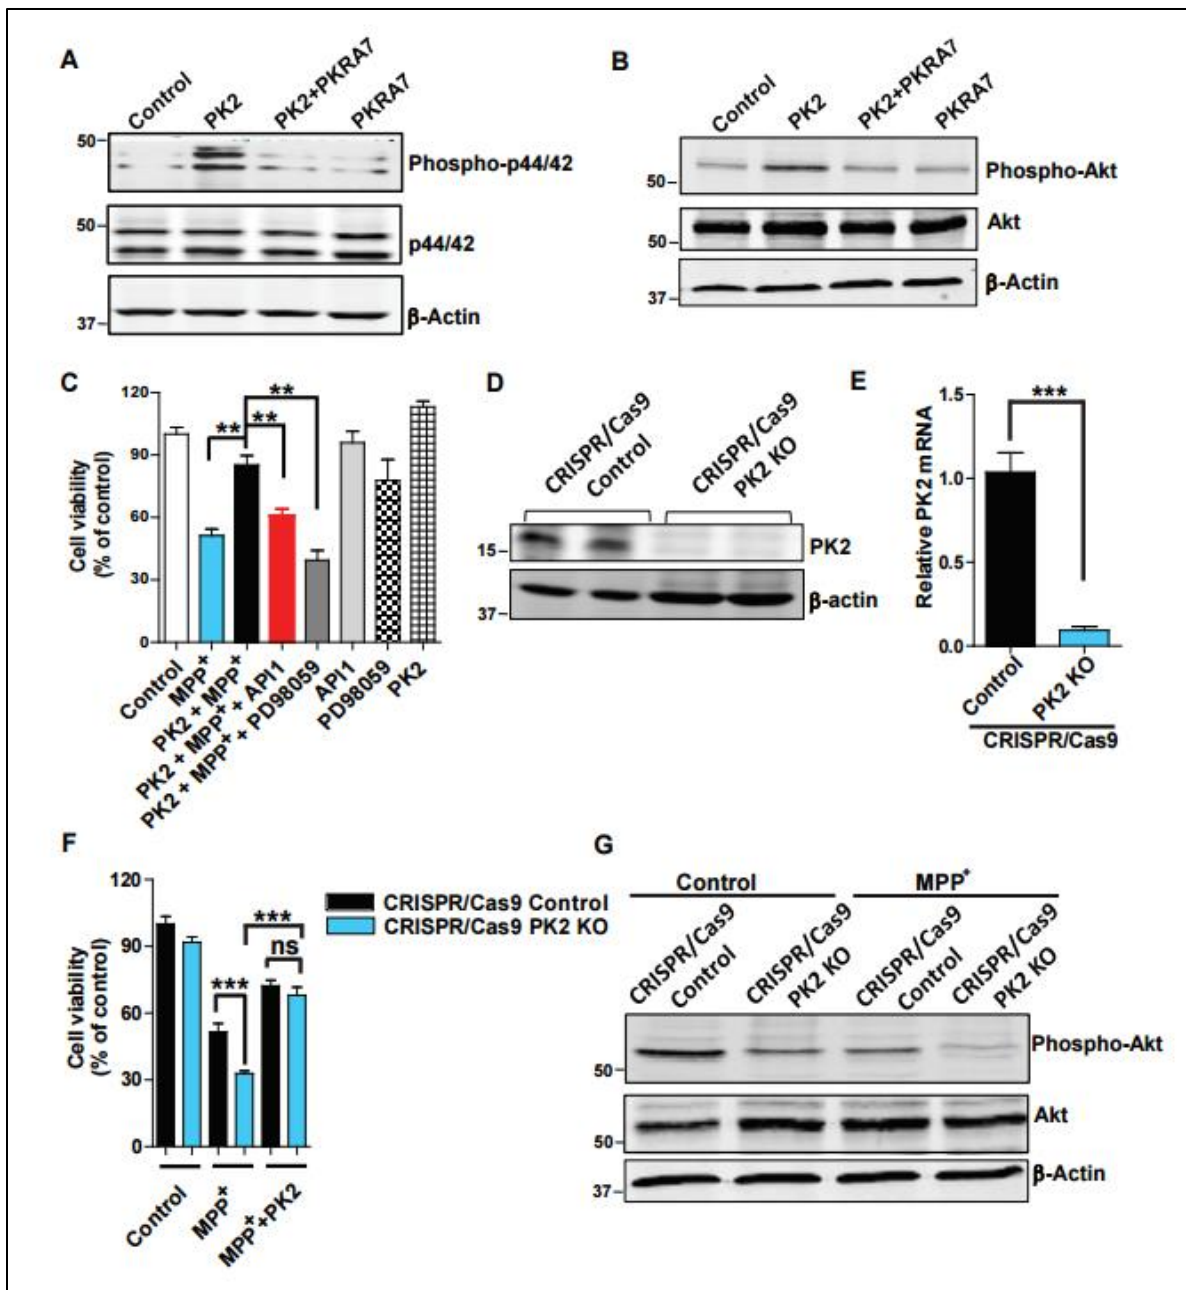 A
Control
PK2
PK2+PKRA7
PKRA7
50
Phospho-p44/42
50
p44/42
37
β-Actin
B
Control
PK2
PK2+PKRA7
PKRA7
50
Phospho-Akt
50
Akt
37
β-Actin
C
Cell viability
(% of control)
120
90
60
30
0
**
**
**
Control
MPP+
PK2 + MPP+
PK2 + MPP+ + API1
PK2 + MPP+ + PD98059
API1
PD98059
PK2
D
CRISPR/Cas9
Control
CRISPR/Cas9
PK2 KO
15
PK2
37
β-actin
E
Relative PK2 mRNA
1.5
1.0
0.5
0.0
***
Control
PK2 KO
CRISPR/Cas9
F
Cell viability
(% of control)
120
90
60
30
0
***
***
ns
Control
MPP+
MPP++PK2
CRISPR/Cas9 Control
CRISPR/Cas9 PK2 KO
G
Control
MPP+
CRISPR/Cas9
Control
CRISPR/Cas9
PK2 KO
CRISPR/Cas9
Control
CRISPR/Cas9
PK2 KO
50
Phospho-Akt
50
Akt
37
β-Actin